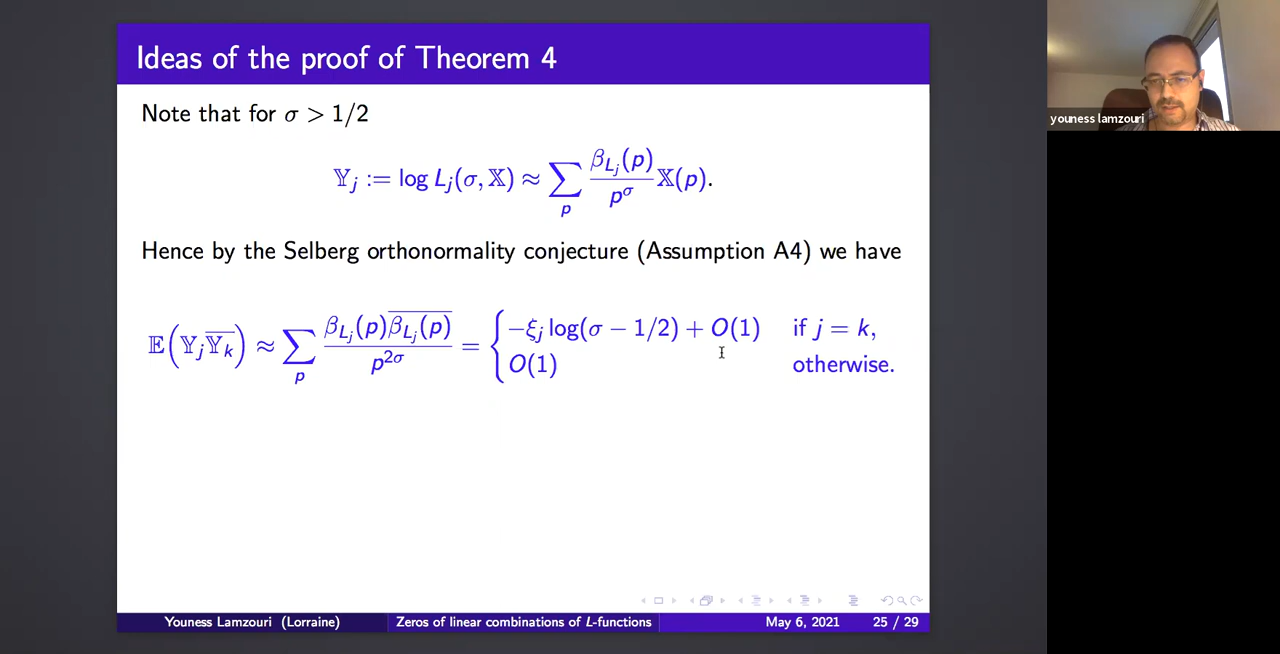 Ideas of the proof of Theorem 4
Note that for σ > 1/2
𝕐_j := log L_j(σ, 𝕏) ≈ ∑_p β_{L_j}(p)/p^σ 𝕏(p).
Hence by the Selberg orthonormality conjecture (Assumption A4) we have
𝔼(𝕐_j \overline{𝕐_k}) ≈ ∑_p β_{L_j}(p)\overline{β_{L_j}(p)}/p^{2σ} = { −ξ_j log(σ − 1/2) + O(1) if j = k,
O(1) otherwise.
youness lamzouri
Youness Lamzouri (Lorraine) Zeros of linear combinations of L-functions May 6, 2021 25 / 29